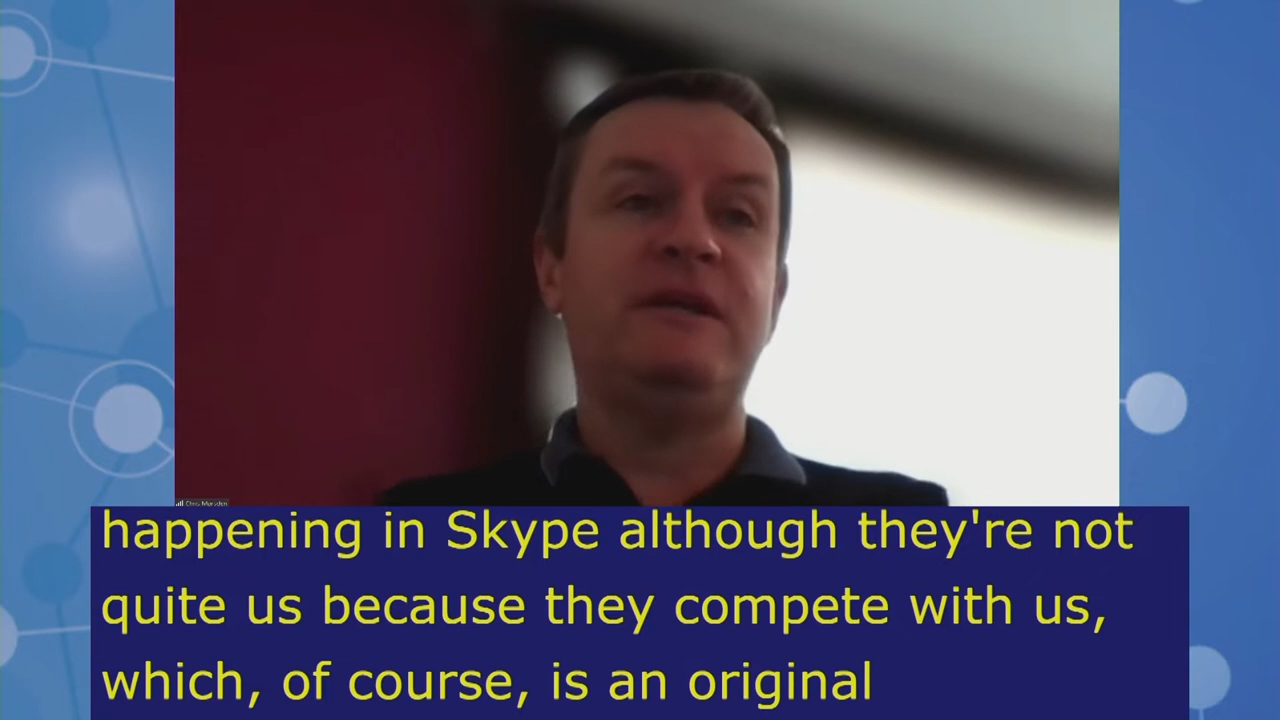 happening in Skype although they're not
quite us because they compete with us,
which, of course, is an original